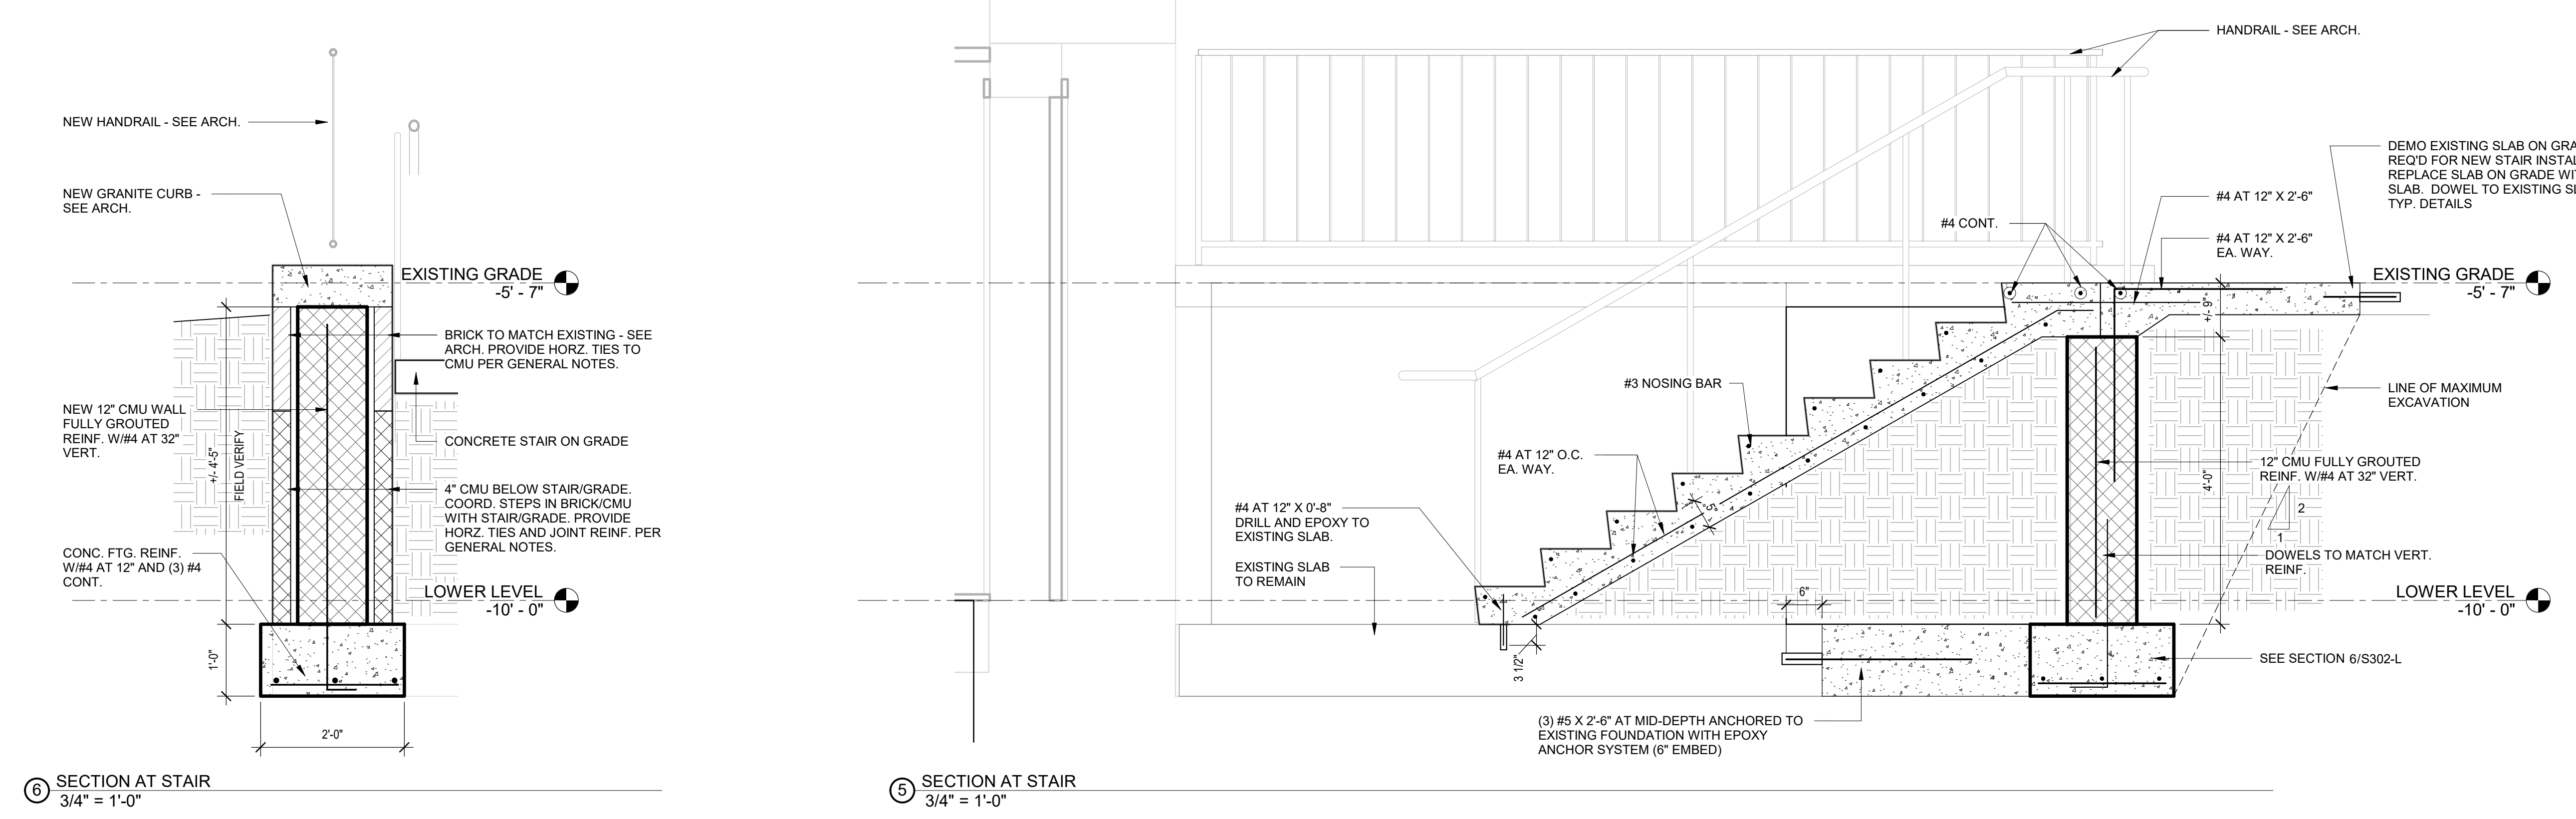 NEW HANDRAIL - SEE ARCH.
NEW GRANITE CURB -
SEE ARCH.
EXISTING GRADE
-5' - 7"
BRICK TO MATCH EXISTING - SEE
ARCH. PROVIDE HORZ. TIES TO
CMU PER GENERAL NOTES.
NEW 12" CMU WALL
FULLY GROUTED
REINF. W/#4 AT 32"
VERT.
+/- 4'-5"
FIELD VERIFY
CONCRETE STAIR ON GRADE
4" CMU BELOW STAIR/GRADE.
COORD. STEPS IN BRICK/CMU
WITH STAIR/GRADE. PROVIDE
HORZ. TIES AND JOINT REINF. PER
GENERAL NOTES.
CONC. FTG. REINF.
W/#4 AT 12" AND (3) #4
CONT.
LOWER LEVEL
-10' - 0"
1'-0"
2'-0"
6
SECTION AT STAIR
3/4" = 1'-0"
HANDRAIL - SEE ARCH.
DEMO EXISTING SLAB ON GRA
REQ'D FOR NEW STAIR INSTAL
REPLACE SLAB ON GRADE WIT
SLAB. DOWEL TO EXISTING SL
TYP. DETAILS
#4 AT 12" X 2'-6"
#4 CONT.
#4 AT 12" X 2'-6"
EA. WAY.
EXISTING GRADE
-5' - 7"
+/- 9"
#3 NOSING BAR
LINE OF MAXIMUM
EXCAVATION
#4 AT 12" O.C.
EA. WAY.
12" CMU FULLY GROUTED
REINF. W/#4 AT 32" VERT.
4'-0"
5"
2
1
#4 AT 12" X 0'-8"
DRILL AND EPOXY TO
EXISTING SLAB.
DOWELS TO MATCH VERT.
REINF.
EXISTING SLAB
TO REMAIN
6"
LOWER LEVEL
-10' - 0"
3 1/2"
SEE SECTION 6/S302-L
(3) #5 X 2'-6" AT MID-DEPTH ANCHORED TO
EXISTING FOUNDATION WITH EPOXY
ANCHOR SYSTEM (6" EMBED)
5
SECTION AT STAIR
3/4" = 1'-0"